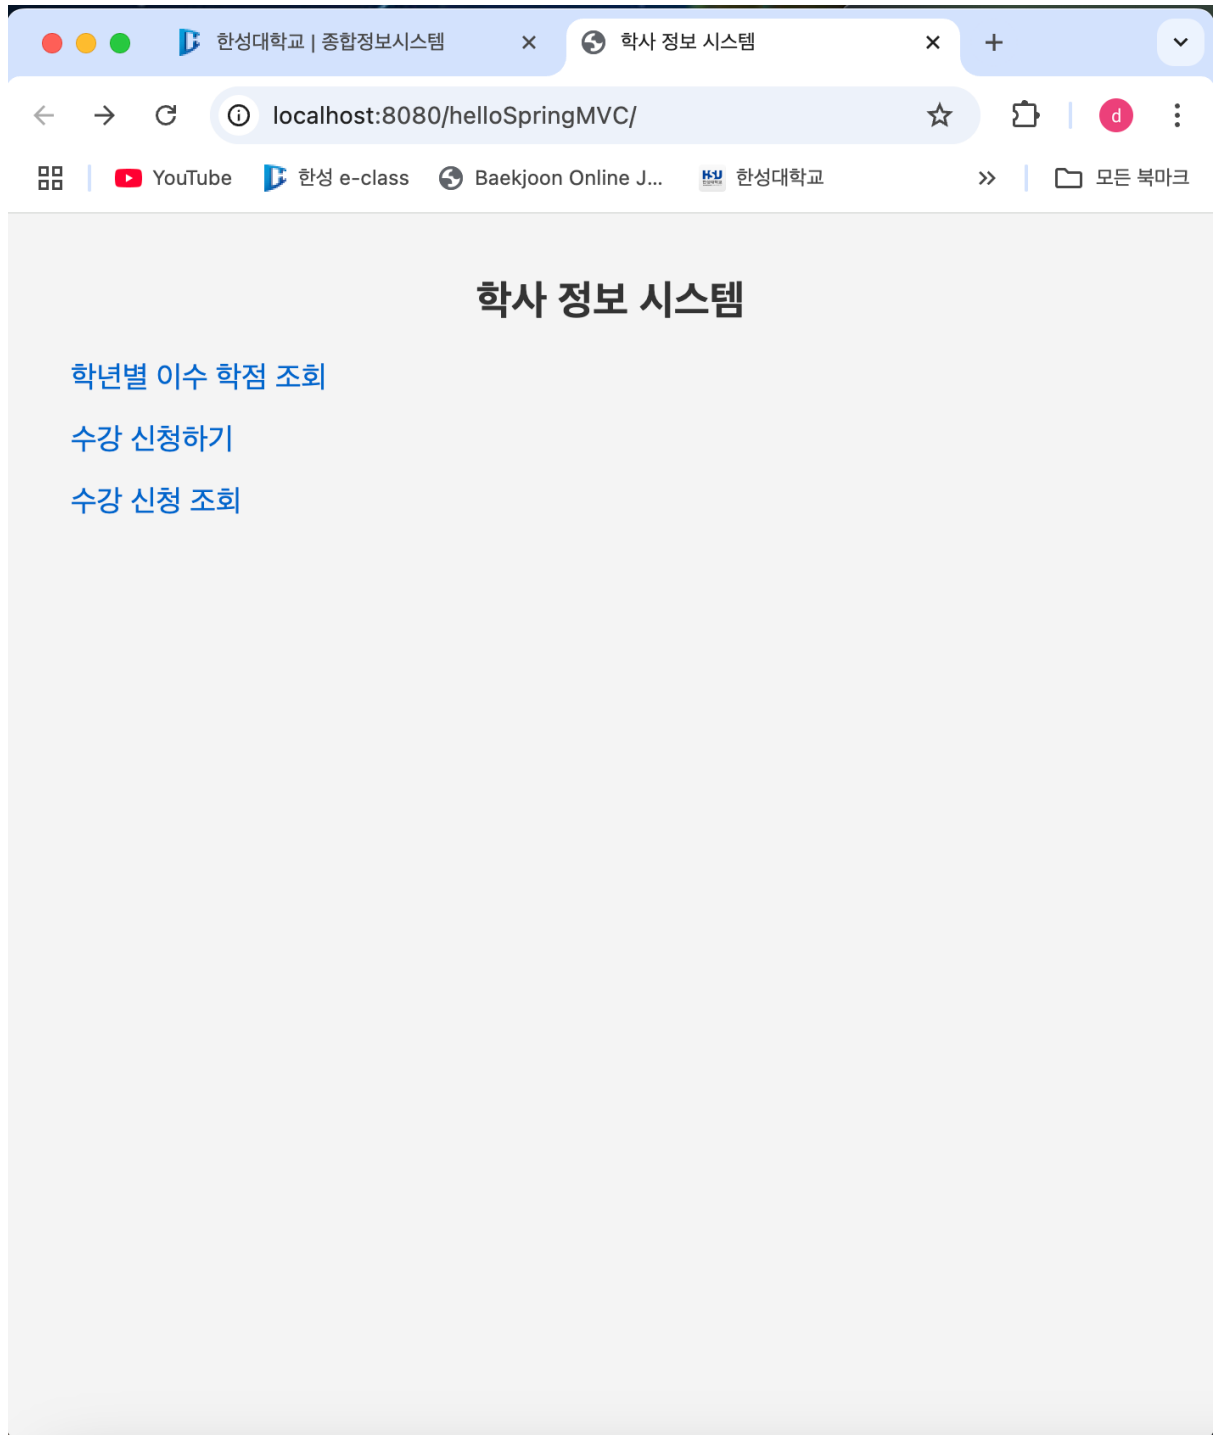 한성대학교 | 종합정보시스템
학사 정보 시스템
localhost:8080/helloSpringMVC/
d
YouTube 한성 e-class Baekjoon Online J... 한성대학교 모든 북마크
학사 정보 시스템
학년별 이수 학점 조회
수강 신청하기
수강 신청 조회